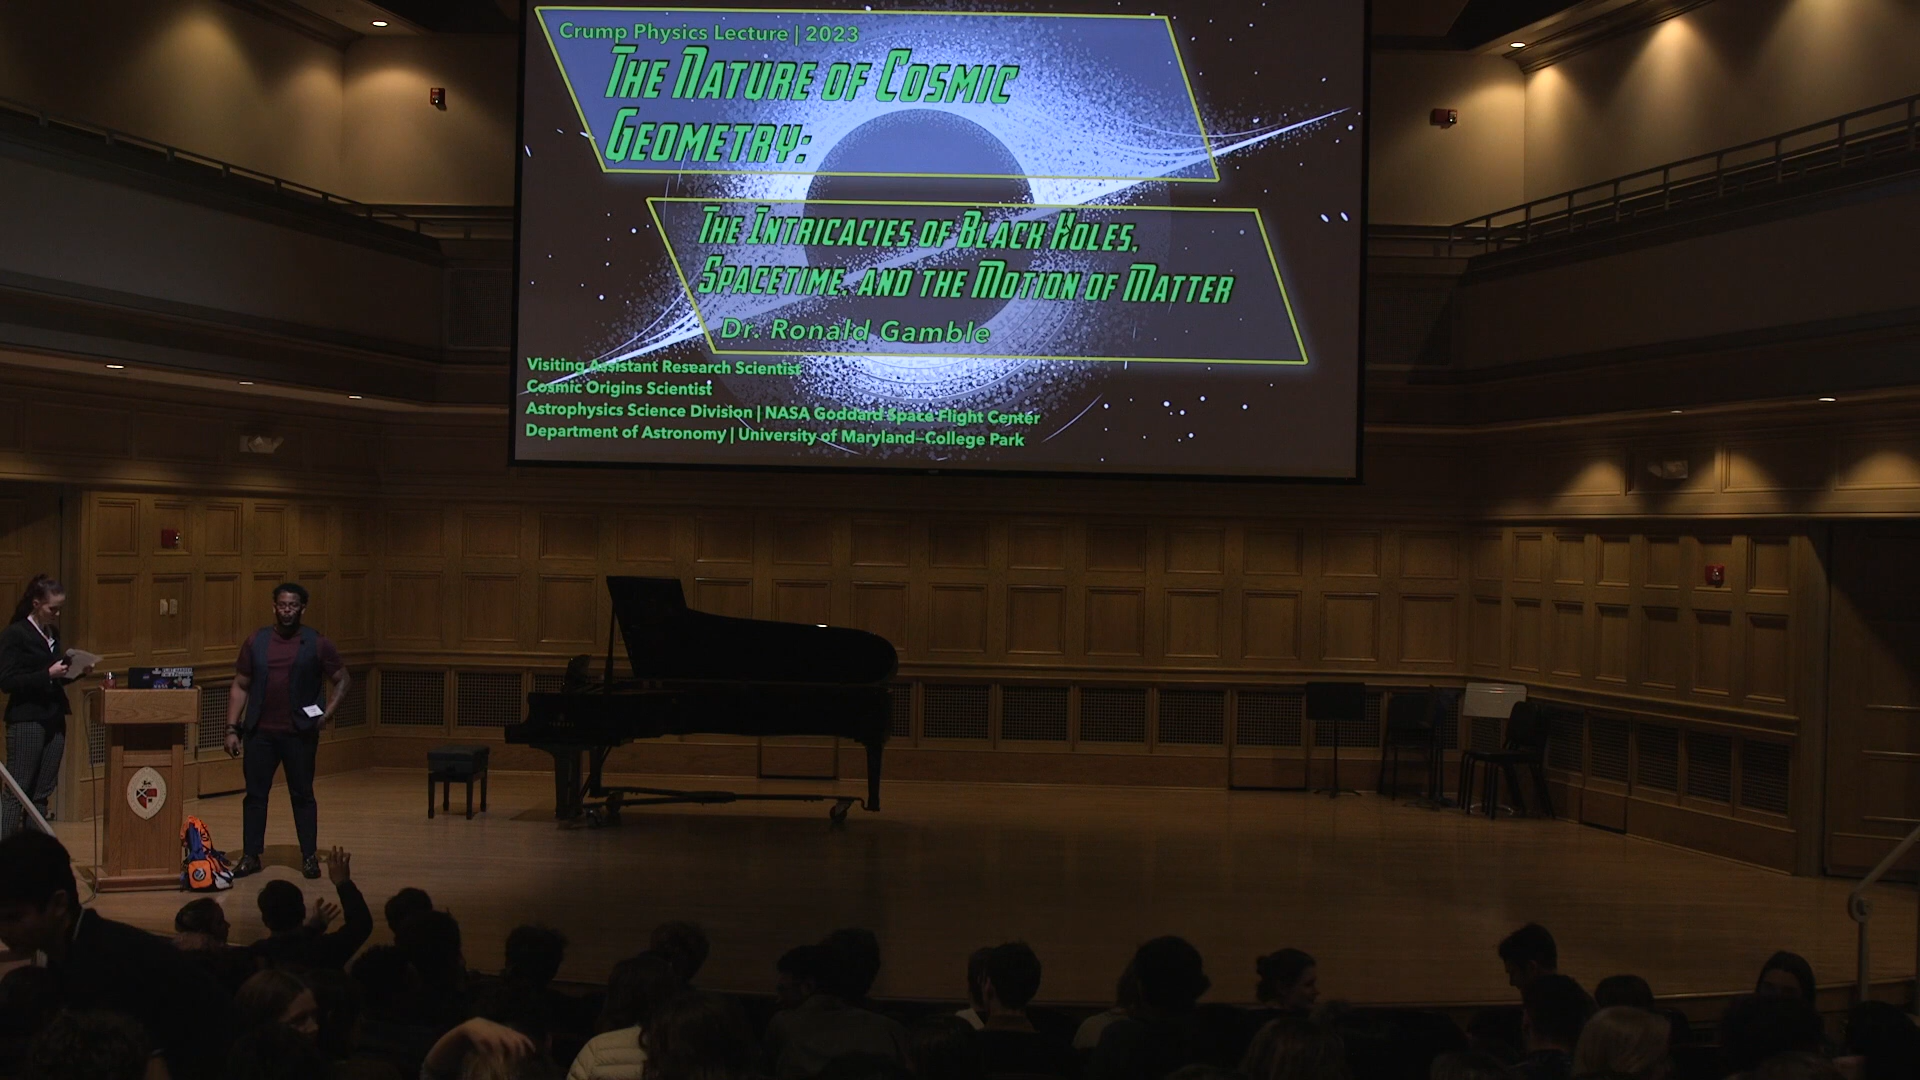 Crump Physics Lecture | 2023
The Nature of Cosmic
Geometry:
The Intricacies of Black Holes,
Spacetime, and the Motion of Matter
Dr. Ronald Gamble
Visiting Assistant Research Scientist
Cosmic Origins Scientist
Astrophysics Science Division | NASA Goddard Space Flight Center
Department of Astronomy | University of Maryland–College Park